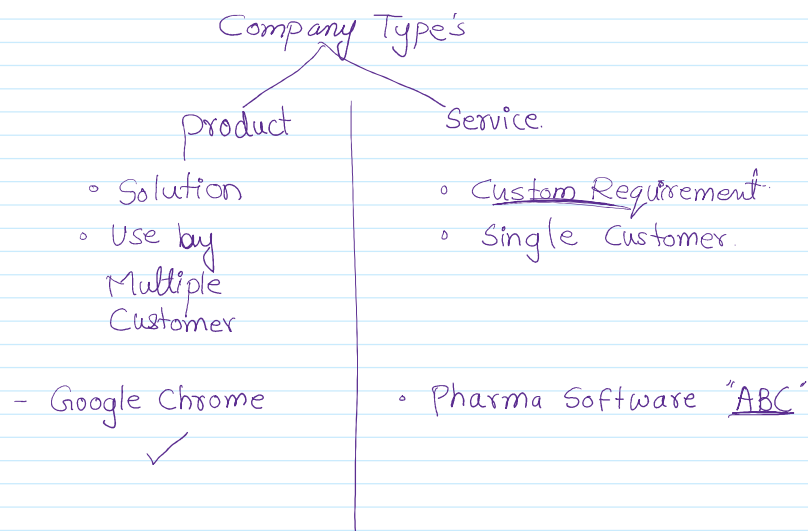 Company Type's
Product
• Solution
• Use by
Multiple
Customer
- Google Chrome
Service.
• Custom Requirement
• Single Customer.
• Pharma Software "ABC"